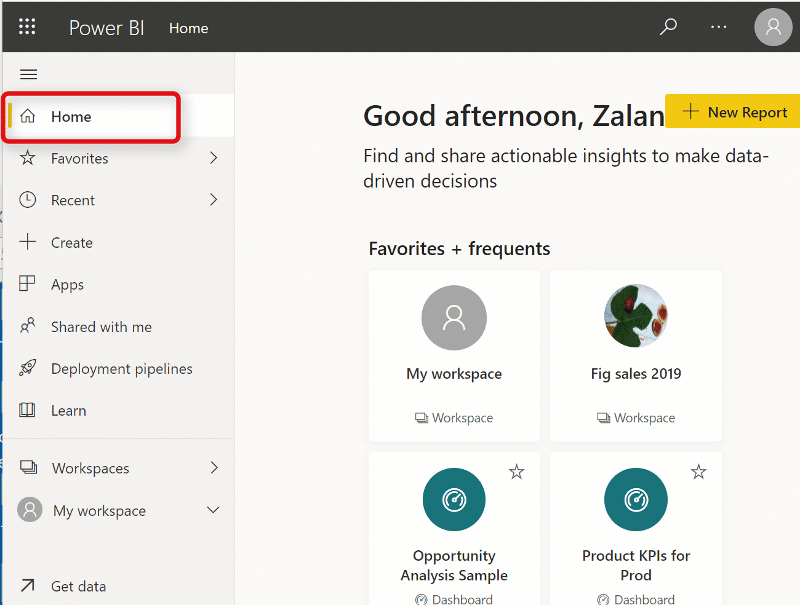 Power BI Home
Home
Favorites
Recent
Create
Apps
Shared with me
Deployment pipelines
Learn
Workspaces
My workspace
Get data
Good afternoon, Zalan
New Report
Find and share actionable insights to make data-
driven decisions
Favorites + frequents
My workspace
Workspace
Fig sales 2019
Workspace
Opportunity
Analysis Sample
Dashboard
Product KPIs for
Prod
Dashboard